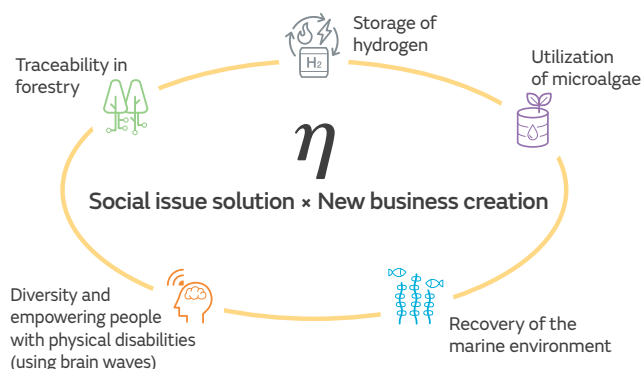 Storage of
hydrogen
H₂
Traceability in
forestry
Utilization
of microalgae
η
Social issue solution × New business creation
Diversity and
empowering people
with physical disabilities
(using brain waves)
Recovery of the
marine environment